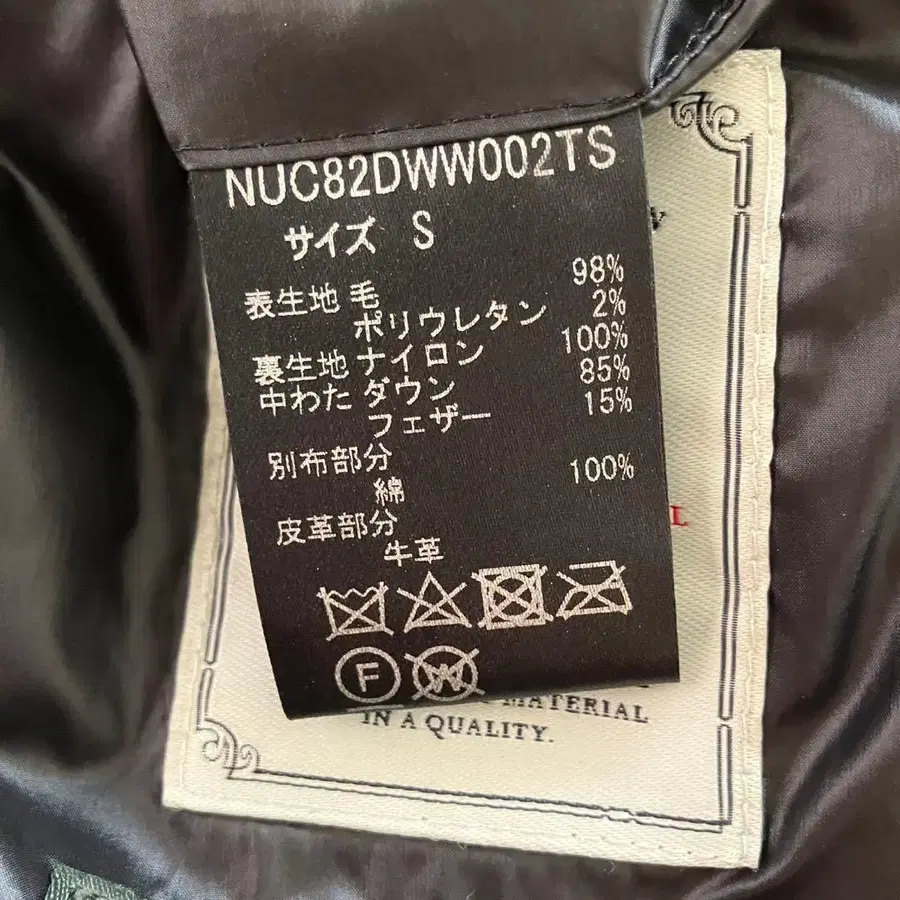 NUC82DWW002TS
サイズ S
表生地 毛 98%
ポリウレタン 2%
裏生地 ナイロン 100%
中わた ダウン 85%
フェザー 15%
別布部分
綿 100%
皮革部分
牛革
F W
L
MATERIAL
IN A QUALITY.